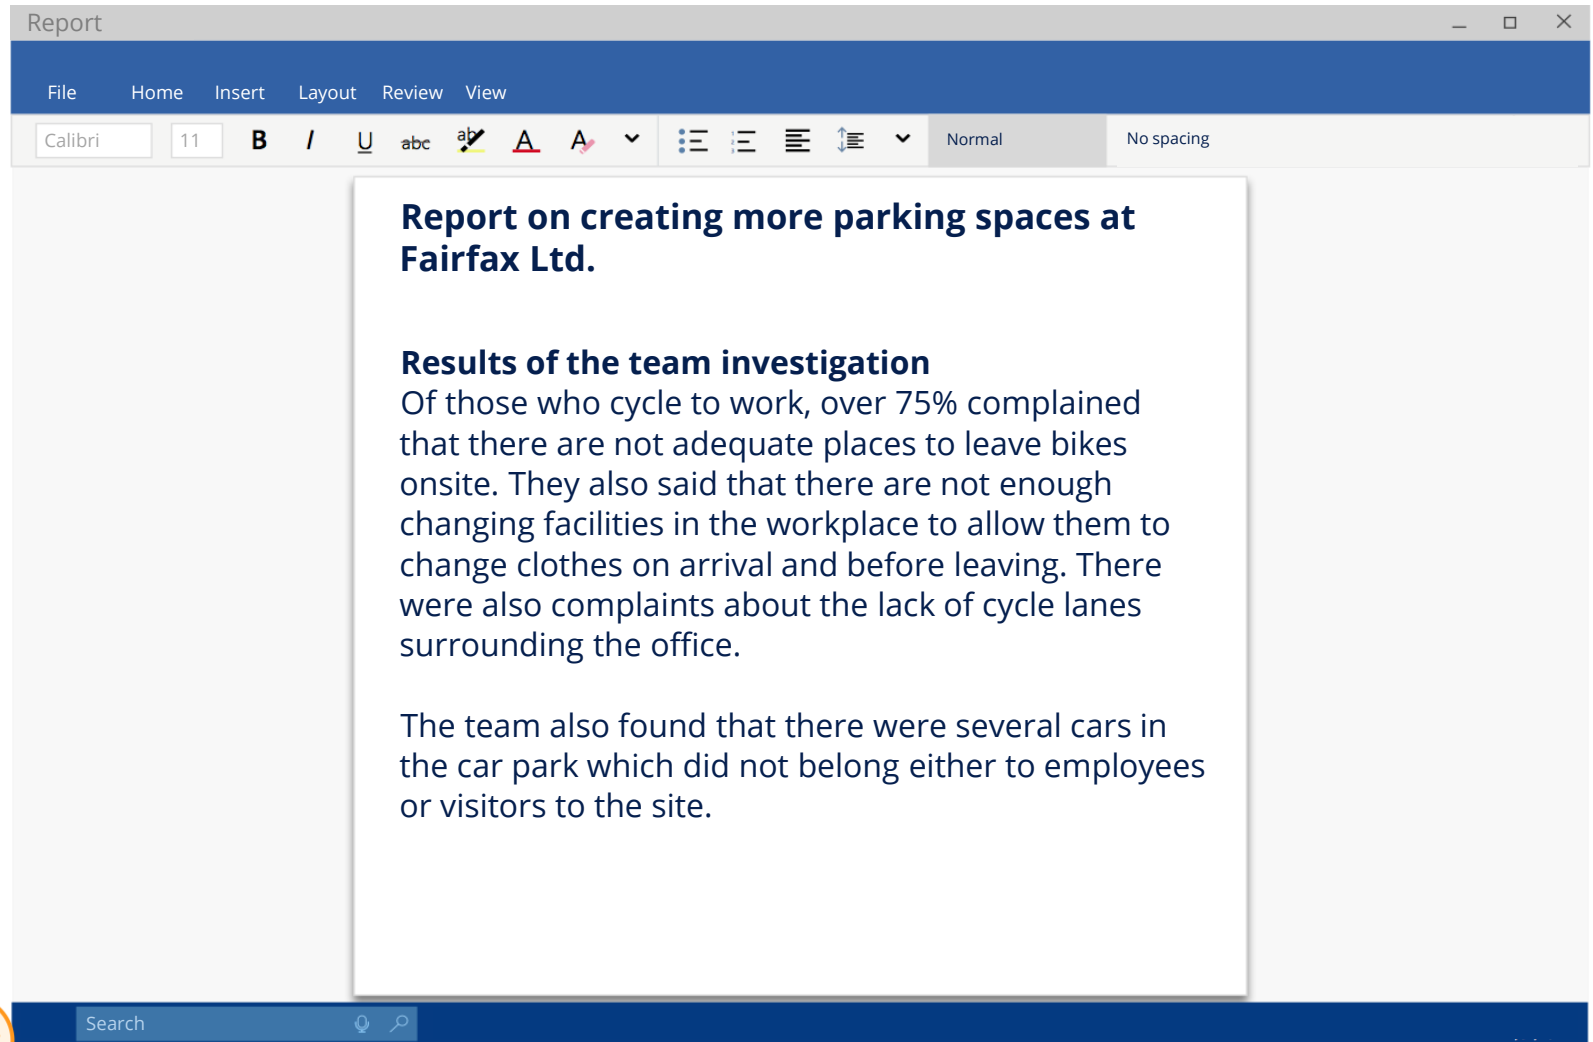 Report
File Home Insert Layout Review View
Calibri 11 B I U abc ab A A Normal No spacing
Report on creating more parking spaces at
Fairfax Ltd.
Results of the team investigation
Of those who cycle to work, over 75% complained
that there are not adequate places to leave bikes
onsite. They also said that there are not enough
changing facilities in the workplace to allow them to
change clothes on arrival and before leaving. There
were also complaints about the lack of cycle lanes
surrounding the office.
The team also found that there were several cars in
the car park which did not belong either to employees
or visitors to the site.
Search